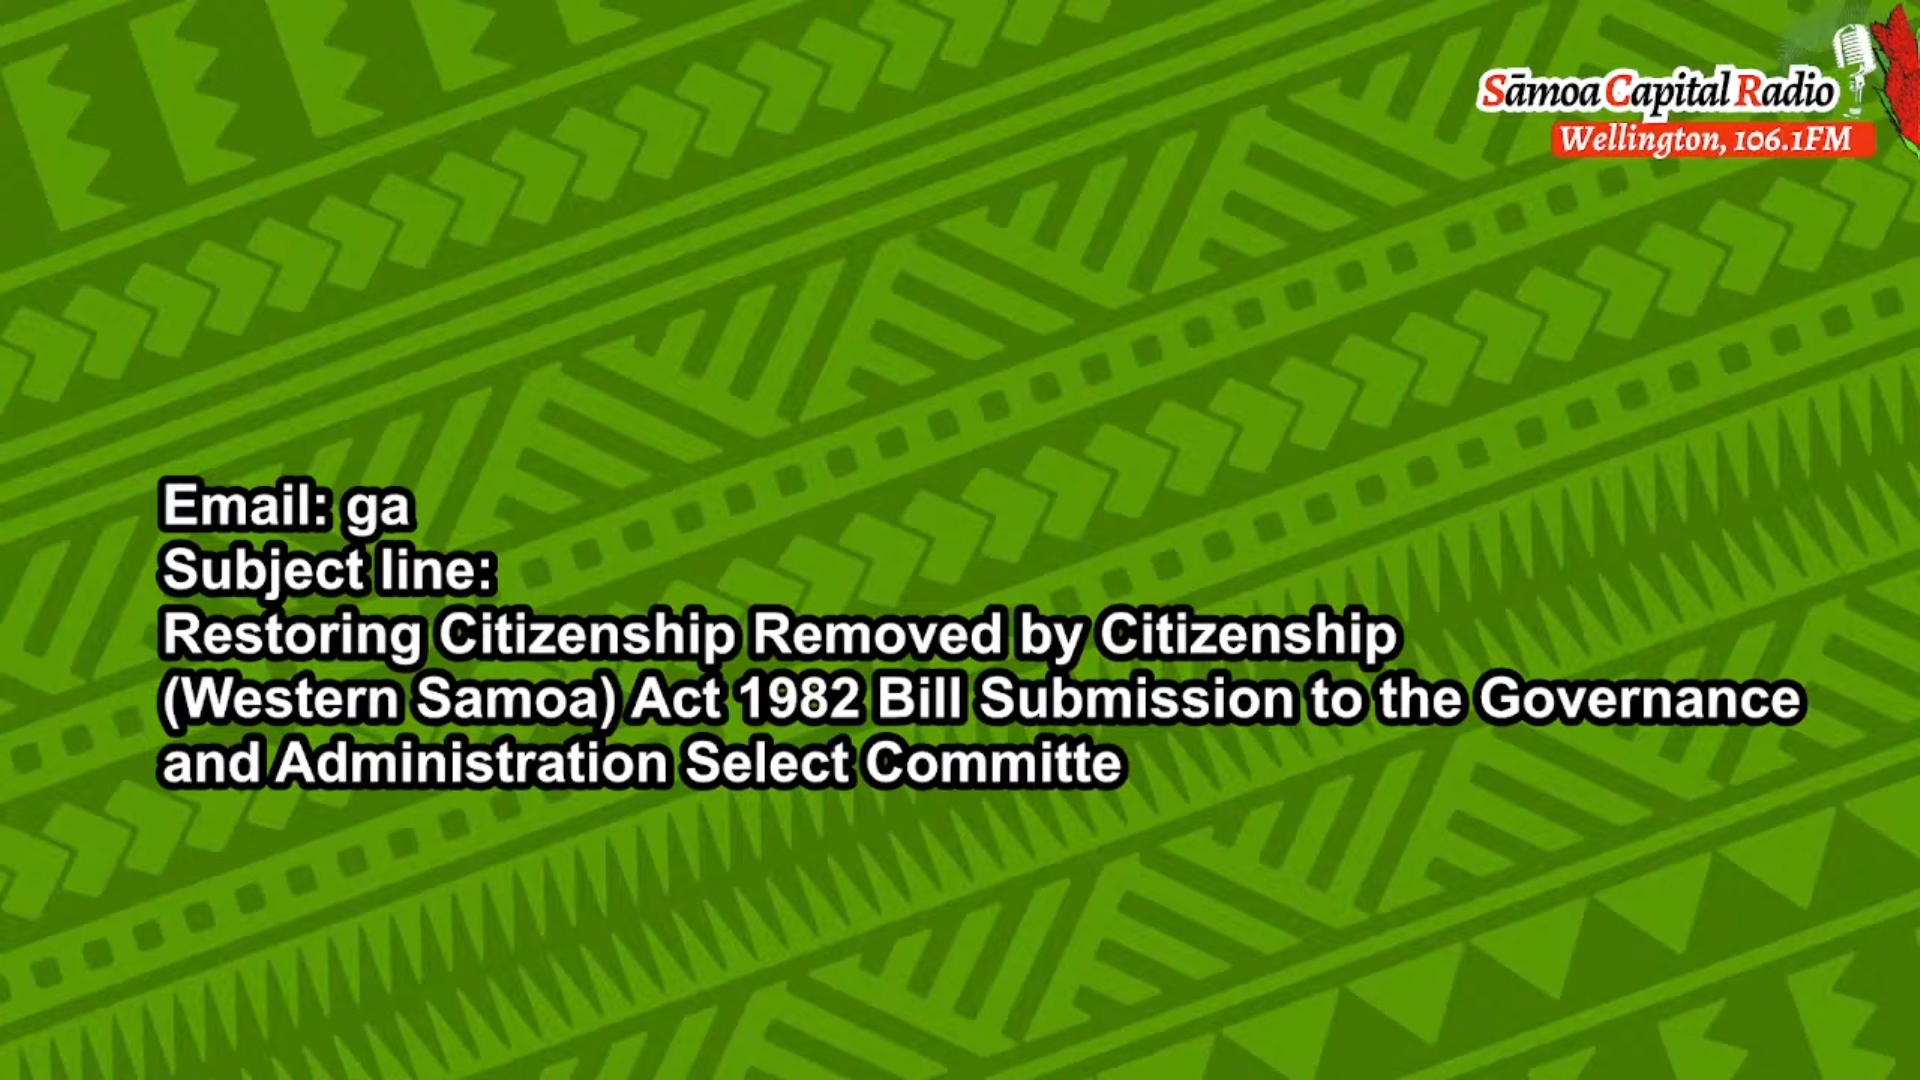 Sāmoa Capital Radio
Wellington, 106.1FM
Email: ga
Subject line:
Restoring Citizenship Removed by Citizenship
(Western Samoa) Act 1982 Bill Submission to the Governance
and Administration Select Committe